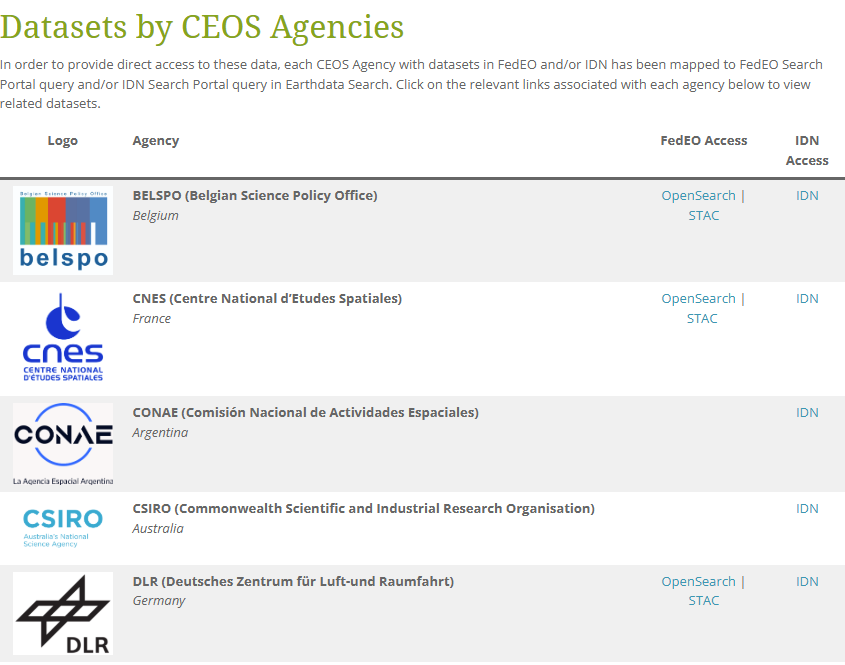 Datasets by CEOS Agencies
In order to provide direct access to these data, each CEOS Agency with datasets in FedEO and/or IDN has been mapped to FedEO Search
Portal query and/or IDN Search Portal query in Earthdata Search. Click on the relevant links associated with each agency below to view
related datasets.
Logo Agency FedEO Access IDN
Access
Belgian Science Policy Office
belspo
BELSPO (Belgian Science Policy Office)
Belgium
OpenSearch |
STAC
IDN
cnes
CENTRE NATIONAL
D'ÉTUDES SPATIALES
CNES (Centre National d’Etudes Spatiales)
France
OpenSearch |
STAC
IDN
CONAE
La Agencia Espacial Argentina
CONAE (Comisión Nacional de Actividades Espaciales)
Argentina
IDN
CSIRO
Australia's National
Science Agency
CSIRO (Commonwealth Scientific and Industrial Research Organisation)
Australia
IDN
DLR
DLR (Deutsches Zentrum für Luft-und Raumfahrt)
Germany
OpenSearch |
STAC
IDN